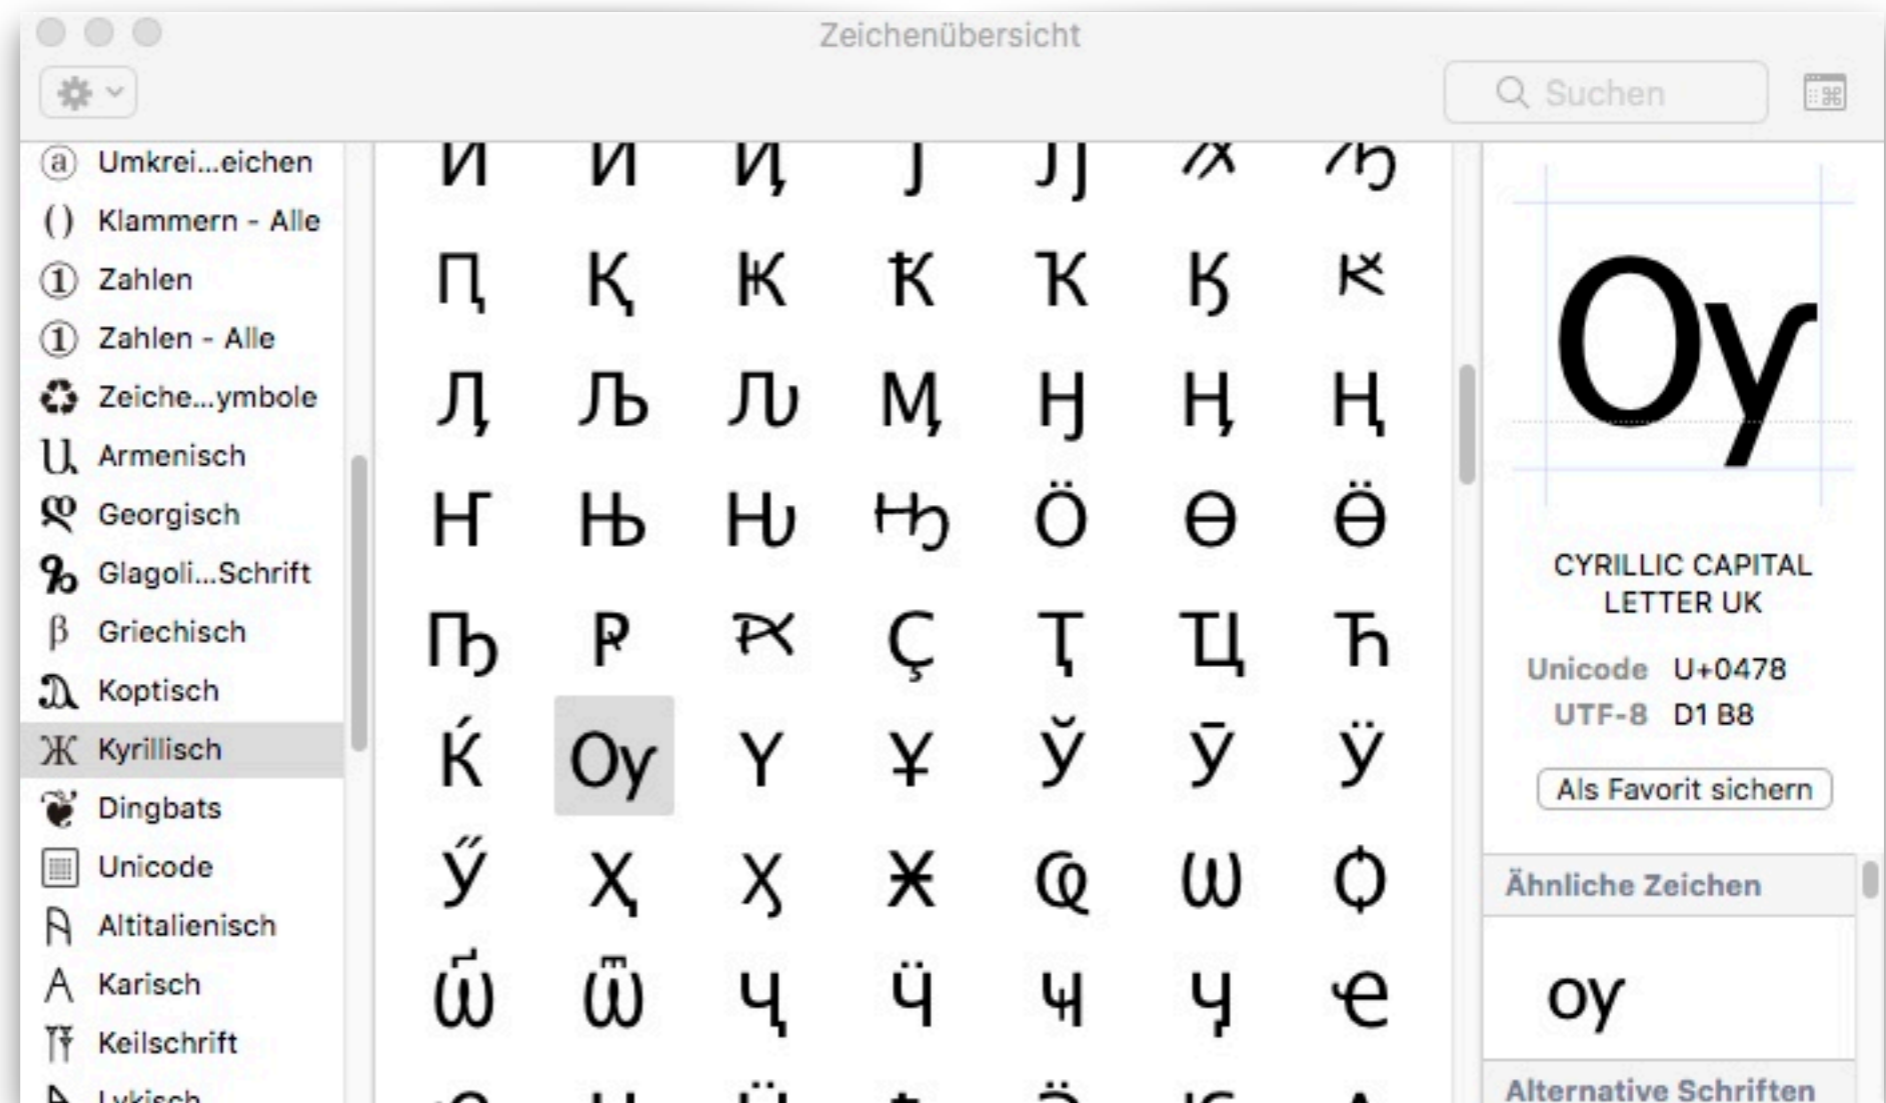 Zeichenübersicht
Suchen
Umkrei...eichen
Klammern - Alle
Zahlen
Zahlen - Alle
Zeiche...ymbole
Armenisch
Georgisch
Glagoli...Schrift
Griechisch
Koptisch
Kyrillisch
Dingbats
Unicode
Altitalienisch
Karisch
Keilschrift
Lykisch
Ԥ Қ Ҝ Ҟ Ҡ Ӄ Ԟ
Ӆ Љ Ԉ Ӎ Ӈ Ӊ Ң
Ҥ Њ Ԋ Ԣ Ӧ Ө Ӫ
Ҧ Ҏ Ԗ Ҫ Ҭ Ҵ Ћ
Ќ Ѹ Ү Ұ Ў Ӯ Ӱ
Ӳ Ҳ Ӽ Ӿ Ҩ Ѡ Ѻ
Ѽ Ѿ Ҷ Ӵ Ҹ Ӌ Ҽ
Ѹ
CYRILLIC CAPITAL
LETTER UK
Unicode U+0478
UTF-8 D1 B8
Als Favorit sichern
Ähnliche Zeichen
ѹ
Alternative Schriften